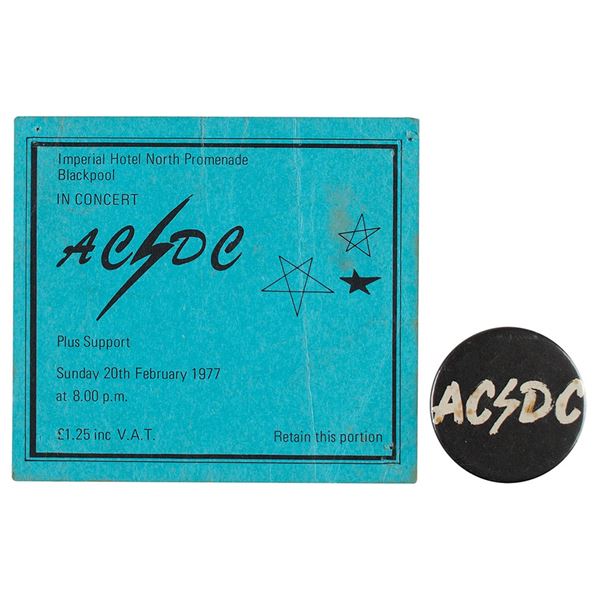 Imperial Hotel North Promenade
Blackpool
IN CONCERT
AC⚡DC
Plus Support
Sunday 20th February 1977
at 8.00 p.m.
£1.25 inc V.A.T.
Retain this portion
AC⚡DC